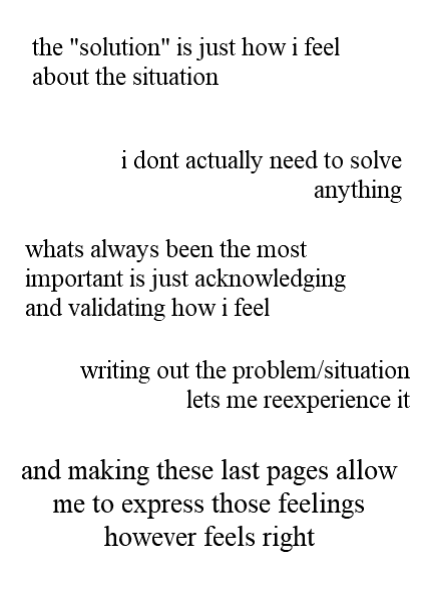 the "solution" is just how i feel
about the situation
i dont actually need to solve
anything
whats always been the most
important is just acknowledging
and validating how i feel
writing out the problem/situation
lets me reexperience it
and making these last pages allow
me to express those feelings
however feels right